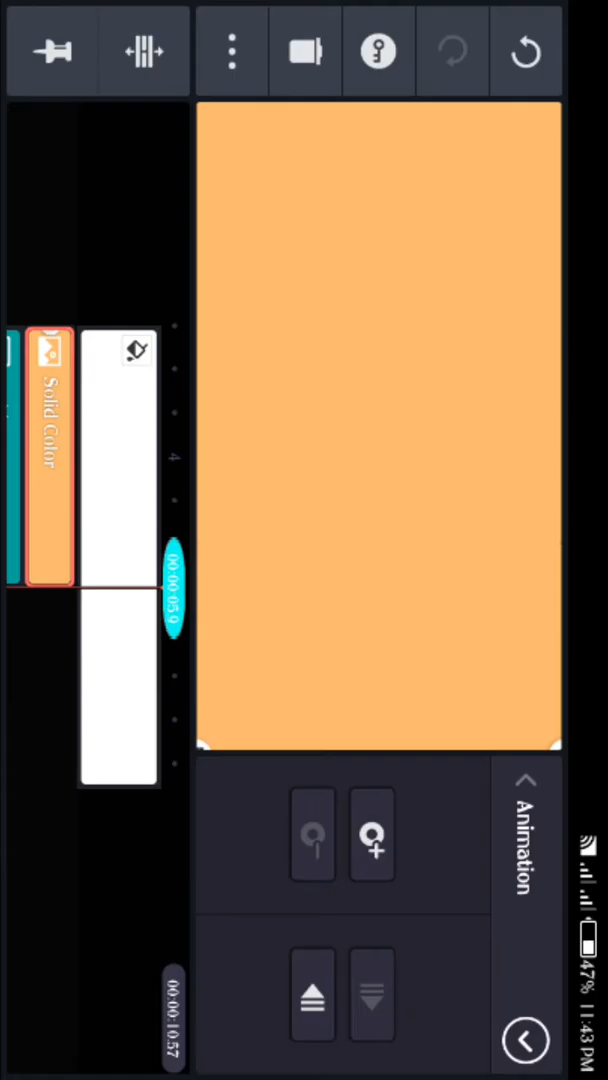 47% 11:43 PM
Animation
4
00:00:05.9
00:00:10.57
Solid Color